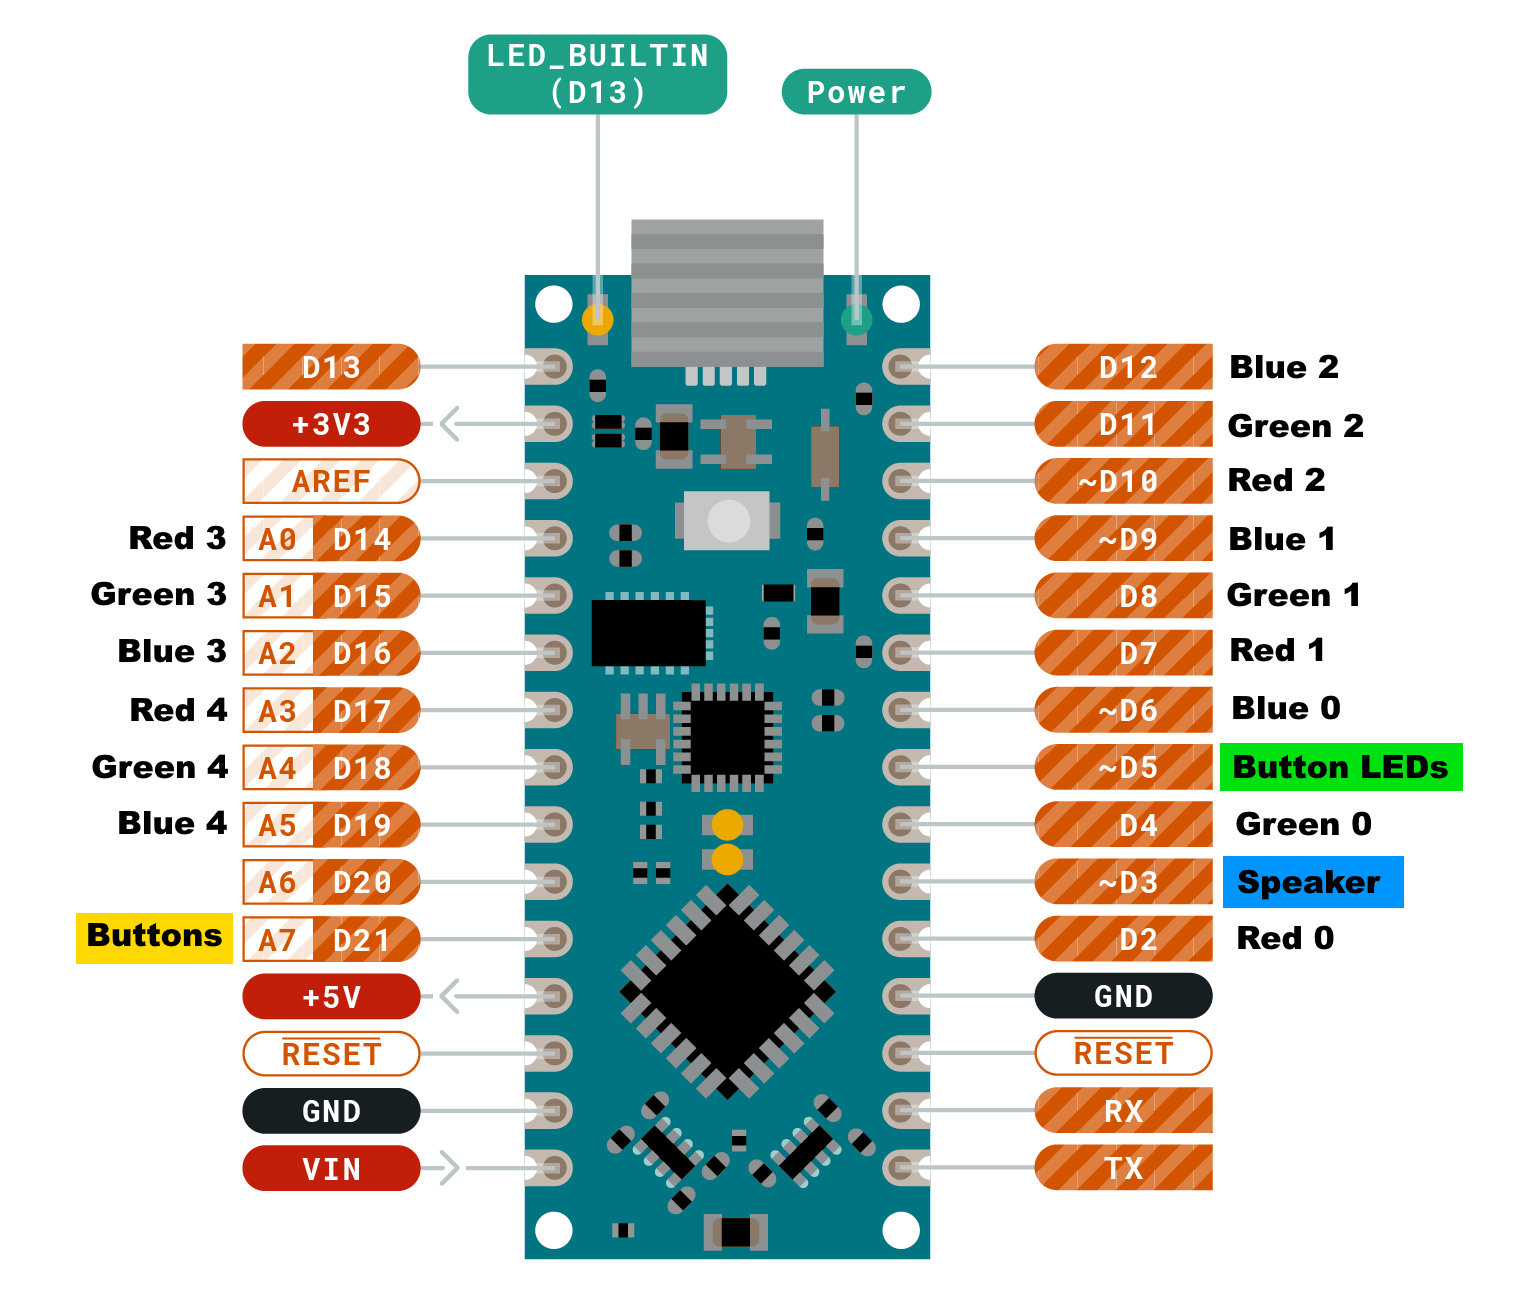 LED_BUILTIN
(D13)
Power
D13
+3V3
AREF
Red 3 A0 D14
Green 3 A1 D15
Blue 3 A2 D16
Red 4 A3 D17
Green 4 A4 D18
Blue 4 A5 D19
A6 D20
Buttons A7 D21
+5V
RESET
GND
VIN
D12 Blue 2
D11 Green 2
~D10 Red 2
~D9 Blue 1
D8 Green 1
D7 Red 1
~D6 Blue 0
~D5 Button LEDs
D4 Green 0
~D3 Speaker
D2 Red 0
GND
RESET
RX
TX